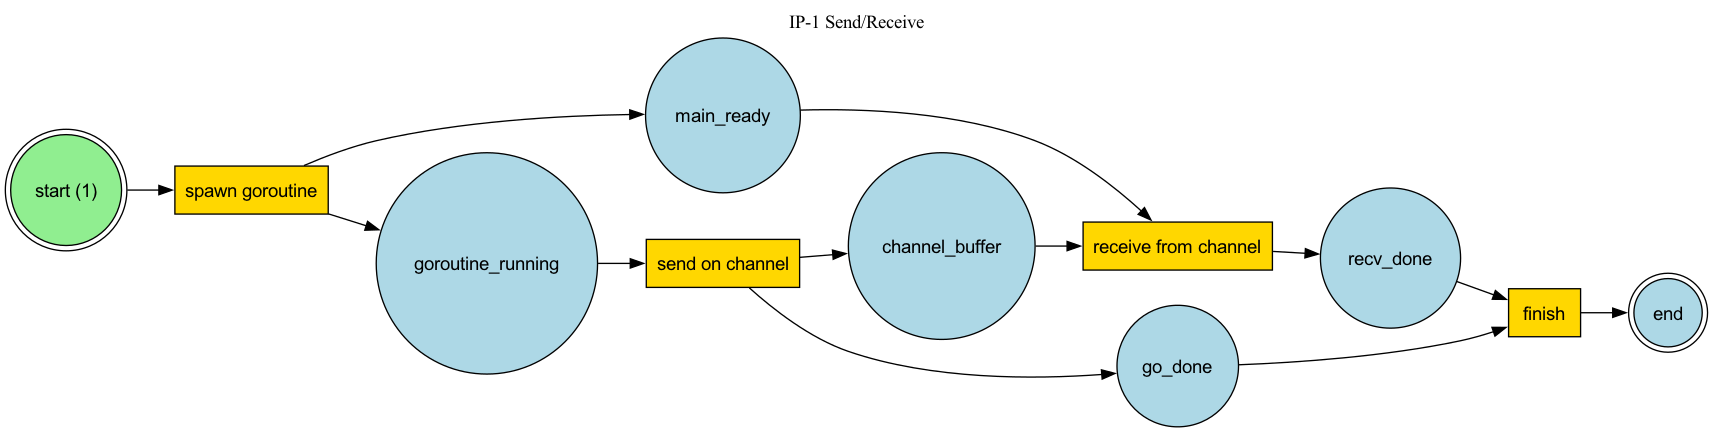 IP-1 Send/Receive
start (1)
spawn goroutine
main_ready
goroutine_running
send on channel
channel_buffer
receive from channel
go_done
recv_done
finish
end